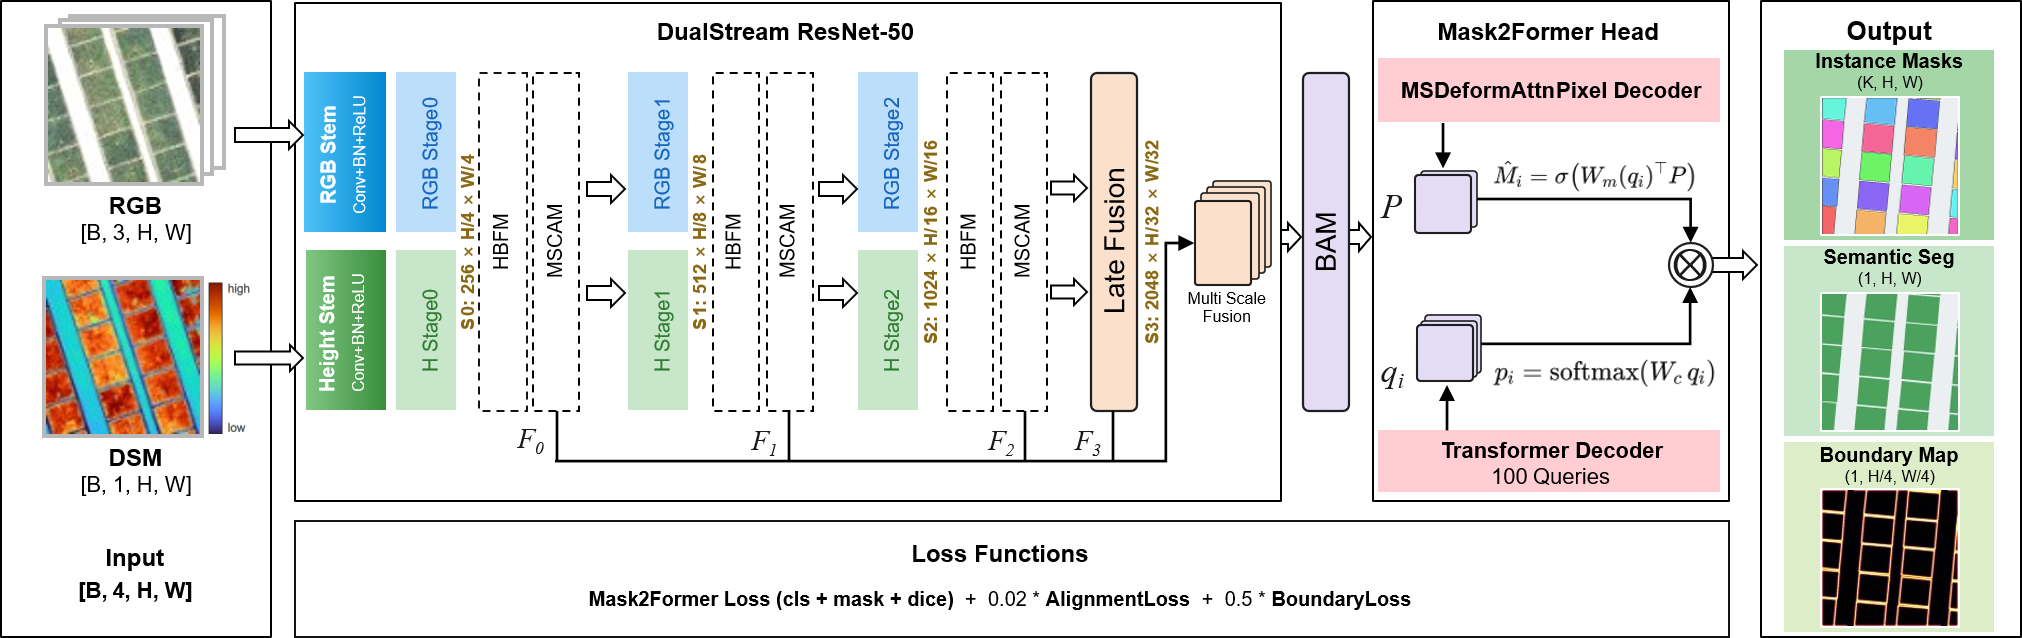 RGB
[B, 3, H, W]
high
low
DSM
[B, 1, H, W]
Input
[B, 4, H, W]
DualStream ResNet-50
RGB Stem
Conv+BN+ReLU
Height Stem
Conv+BN+ReLU
RGB Stage0
H Stage0
S0: 256 × H/4 × W/4
HBFM
MSCAM
F₀
RGB Stage1
H Stage1
S1: 512 × H/8 × W/8
HBFM
MSCAM
F₁
RGB Stage2
H Stage2
S2: 1024 × H/16 × W/16
HBFM
MSCAM
F₂
Late Fusion
F₃
S3: 2048 × H/32 × W/32
Multi Scale
Fusion
BAM
Mask2Former Head
MSDeformAttnPixel Decoder
P
M̂ᵢ = σ(Wₘ(qᵢ)⊤P)
qᵢ
pᵢ = softmax(W_c qᵢ)
Transformer Decoder
100 Queries
Output
Instance Masks
(K, H, W)
Semantic Seg
(1, H, W)
Boundary Map
(1, H/4, W/4)
Loss Functions
Mask2Former Loss (cls + mask + dice) + 0.02 * AlignmentLoss + 0.5 * BoundaryLoss